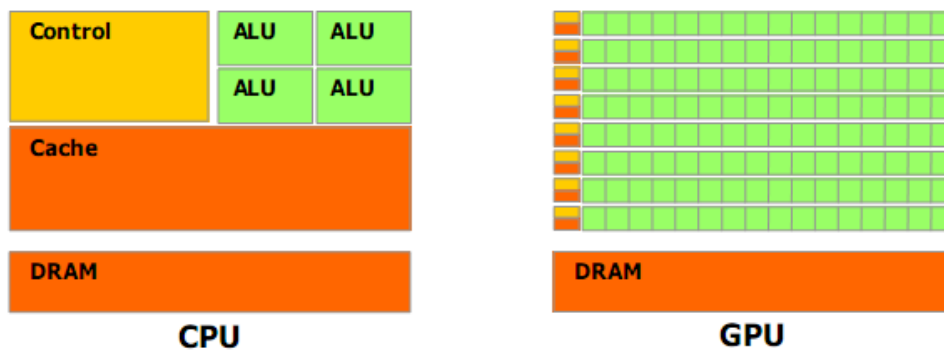 Control ALU ALU
ALU ALU
Cache
DRAM
CPU
DRAM
GPU